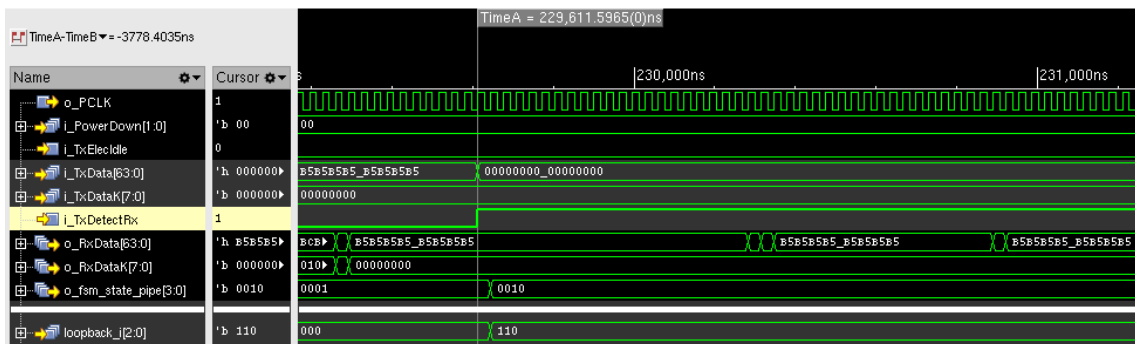 TimeA = 229,611.5965(0)ns
TimeA-TimeB▼= -3778.4035ns
Name Cursor s 230,000ns 231,000ns
o_PCLK 1
i_PowerDown[1:0] 'b 00 00
i_TxElecIdle 0
i_TxData[63:0] 'h 000000 B5B5B5B5_B5B5B5B5 00000000_00000000
i_TxDataK[7:0] 'b 000000 00000000
i_TxDetectRx 1
o_RxData[63:0] 'h B5B5B5 BCB B5B5B5B5_B5B5B5B5 B5B5B5B5_B5B5B5B5 B5B5B5B5_B5B5B5B5
o_RxDataK[7:0] 'b 000000 010 00000000
o_fsm_state_pipe[3:0] 'b 0010 0001 0010
loopback_i[2:0] 'b 110 000 110